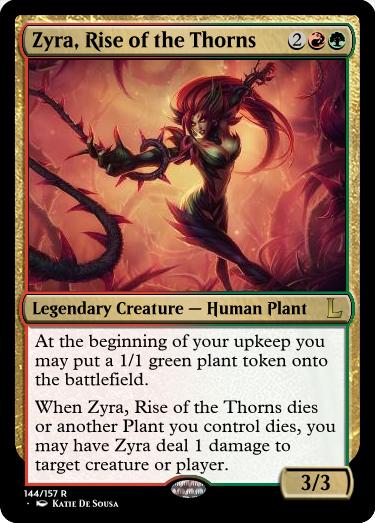 Zyra, Rise of the Thorns 2
Legendary Creature — Human Plant L
At the beginning of your upkeep you
may put a 1/1 green plant token onto
the battlefield.
When Zyra, Rise of the Thorns dies
or another Plant you control dies, you
may have Zyra deal 1 damage to
target creature or player.
3/3
144/157 R
· Katie De Sousa